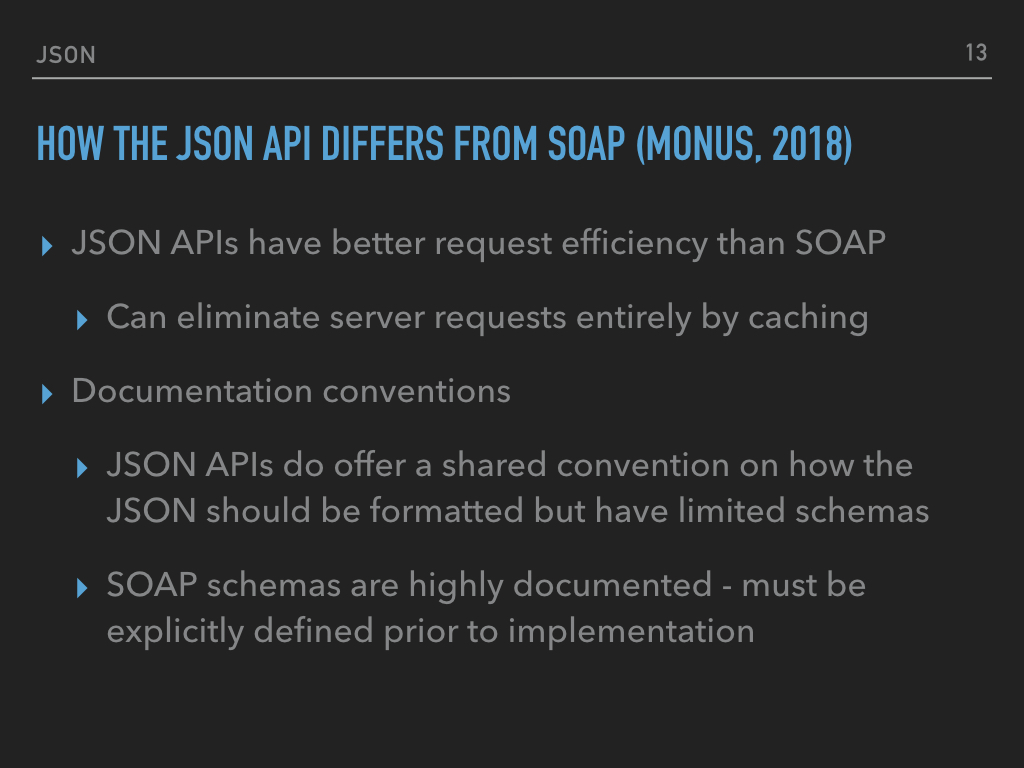 JSON
13
HOW THE JSON API DIFFERS FROM SOAP (MONUS, 2018)
JSON APIs have better request efficiency than SOAP
Can eliminate server requests entirely by caching
Documentation conventions
JSON APIs do offer a shared convention on how the
JSON should be formatted but have limited schemas
SOAP schemas are highly documented - must be
explicitly defined prior to implementation